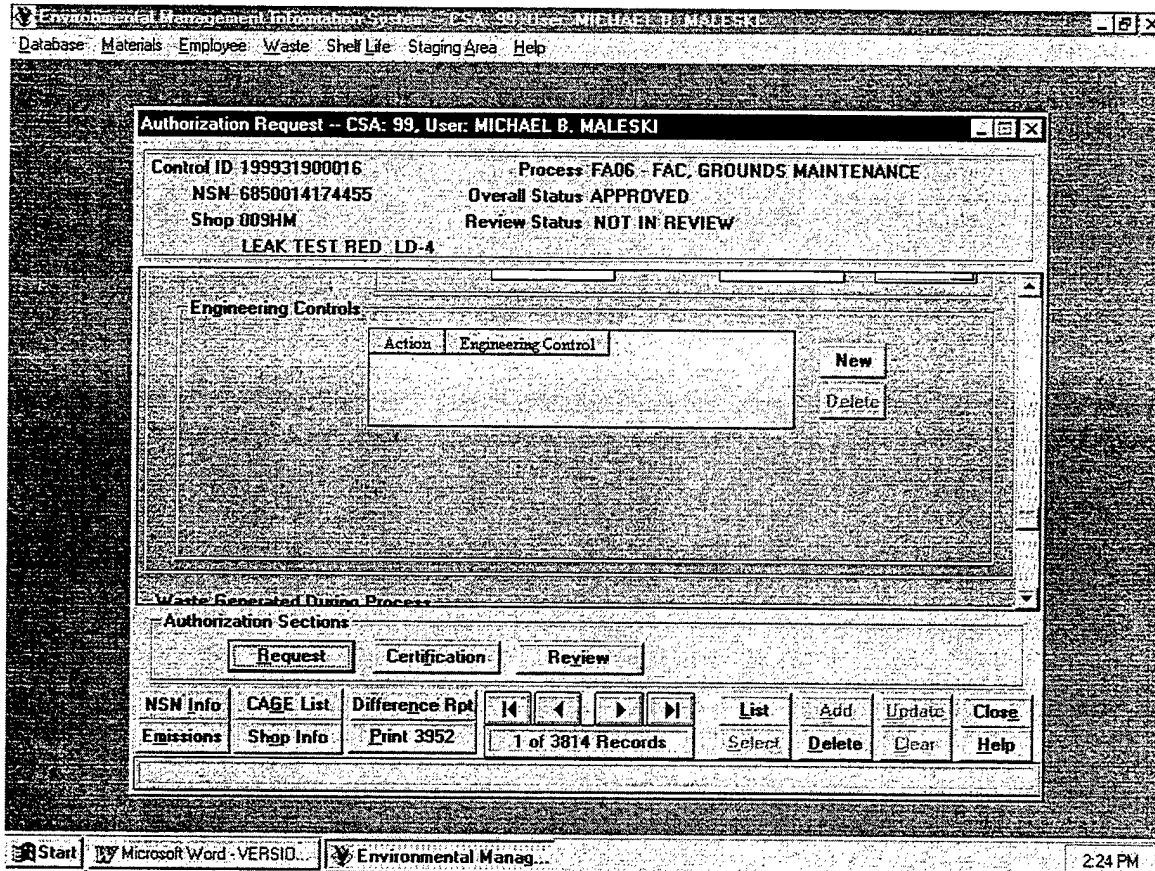 Environmental Management Information System -- CSA: 99, User: MICHAEL B. MALESKI
Database Materials Employee Waste Shelf Life Staging Area Help
Authorization Request -- CSA: 99, User: MICHAEL B. MALESKI
Control ID 199931900016 Process FA06 - FAC, GROUNDS MAINTENANCE
NSN 6850014174455 Overall Status APPROVED
Shop 009HM Review Status NOT IN REVIEW
LEAK TEST RED LD-4
Engineering Controls
Action Engineering Control
New
Delete
Waste Generated During Process
Authorization Sections
Request Certification Review
NSN Info CAGE List Difference Rpt List Add Update Close
Emissions Shop Info Print 3952 1 of 3814 Records Select Delete Clear Help
Start Microsoft Word - VERSIO... Environmental Manag... 2:24 PM